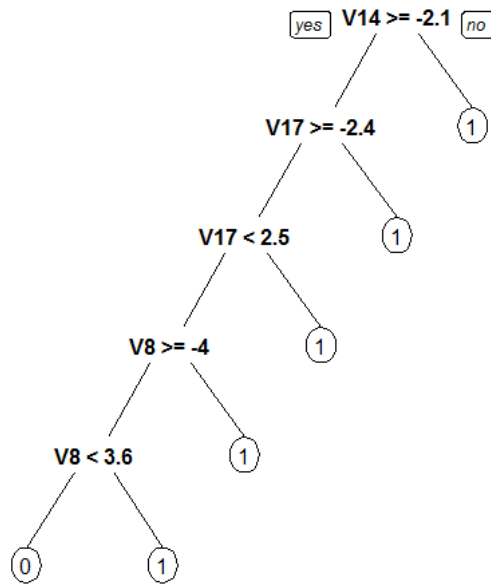 yes V14 >= -2.1 no
V17 >= -2.4 1
V17 < 2.5 1
V8 >= -4 1
V8 < 3.6 1
0 1